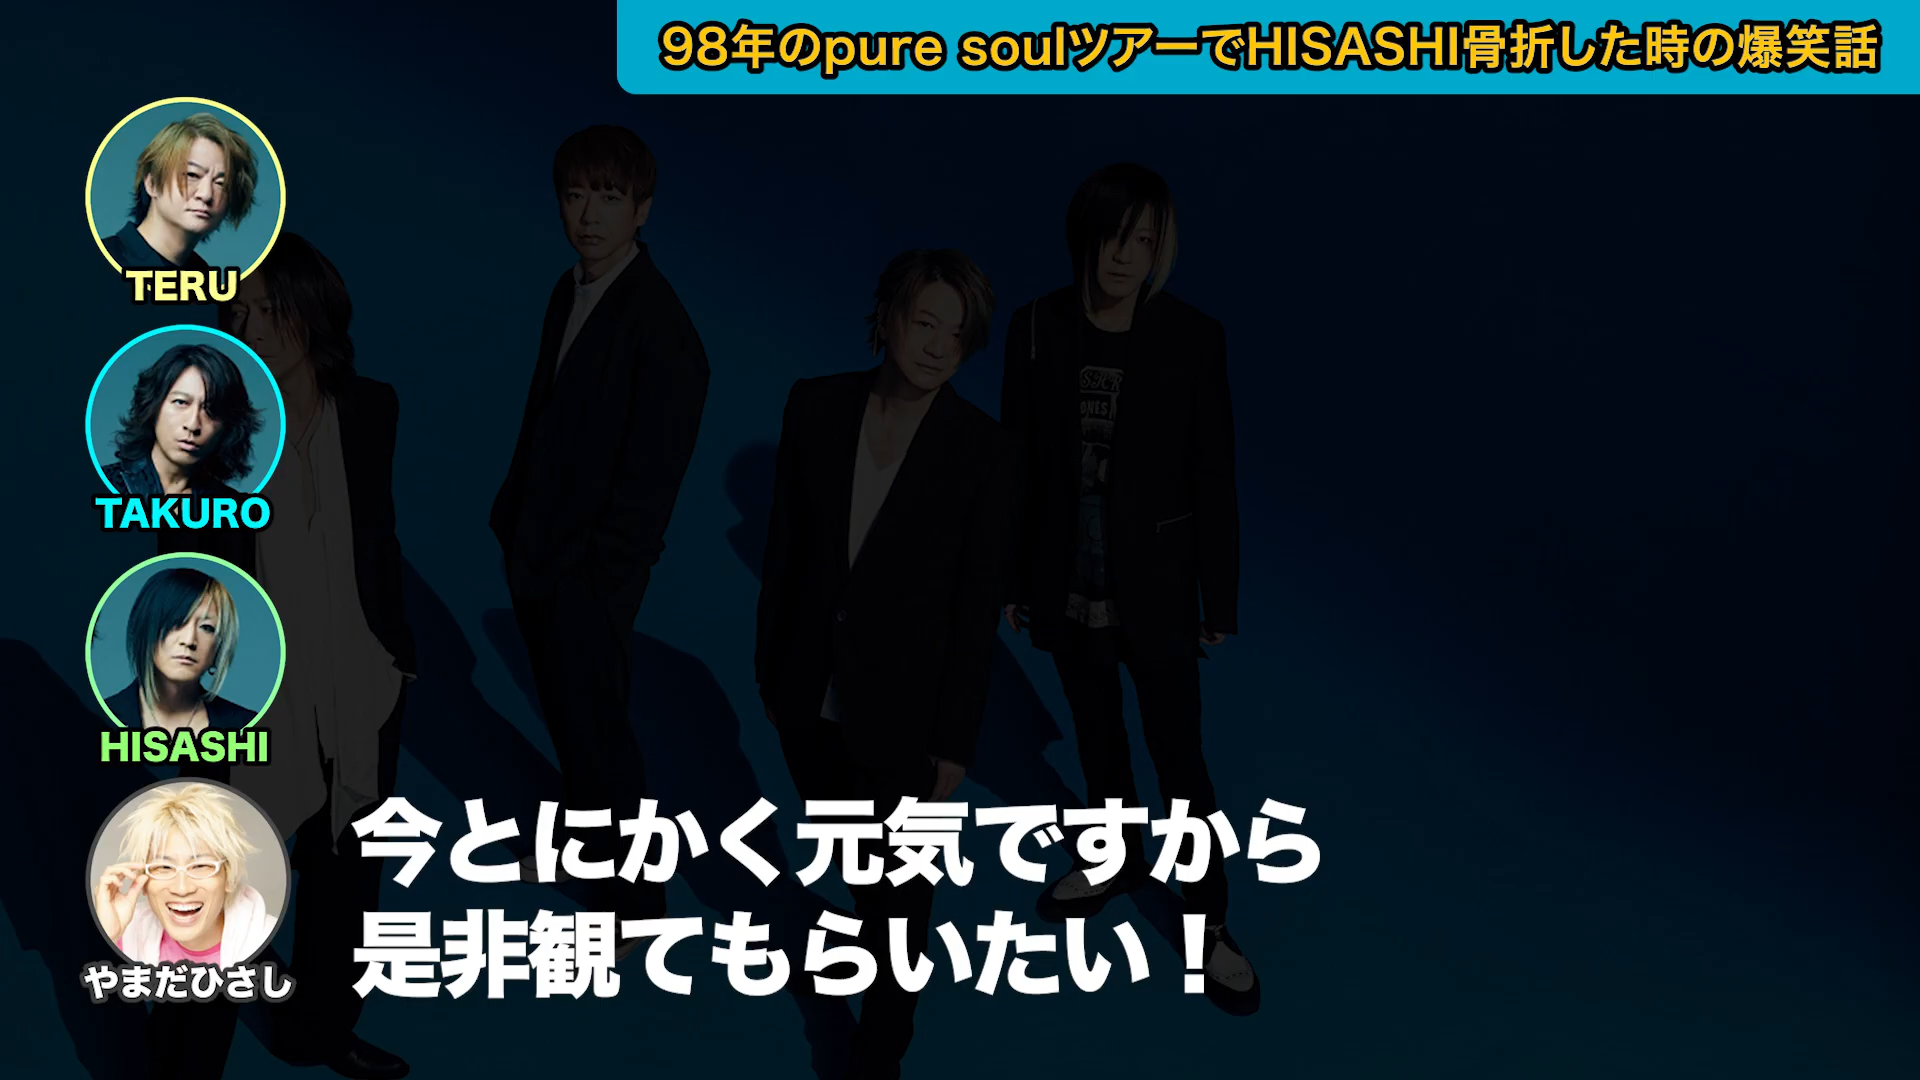 98年のpure soulツアーでHISASHI骨折した時の爆笑話
TERU
TAKURO
HISASHI
やまだひさし
今とにかく元気ですから
是非観てもらいたい！